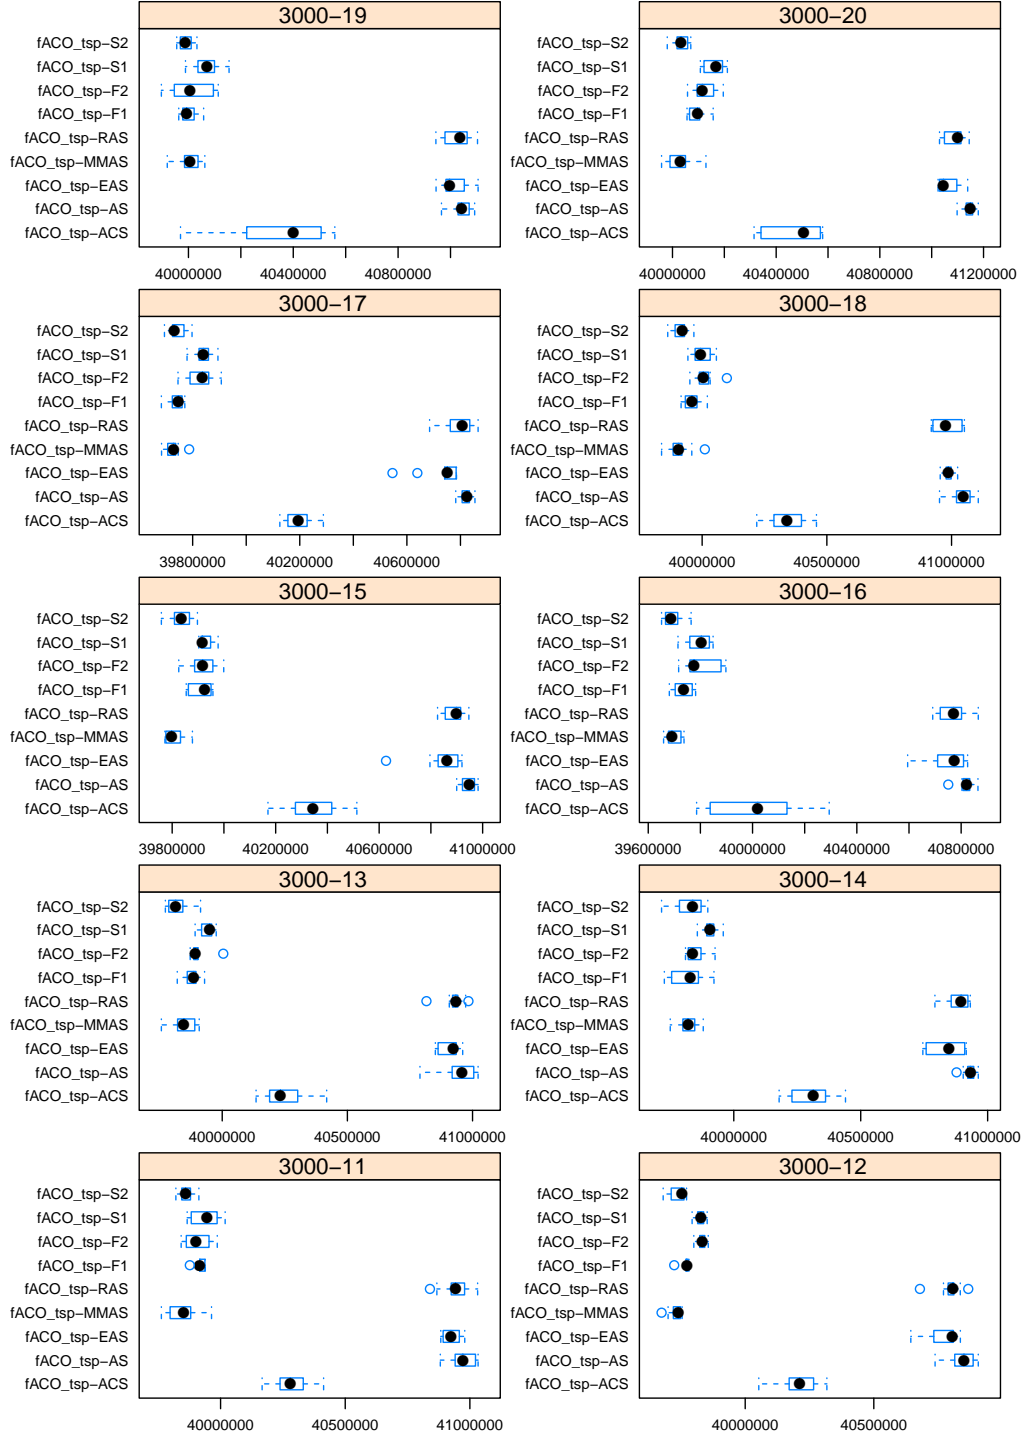 3000−19
fACO_tsp−S2
fACO_tsp−S1
fACO_tsp−F2
fACO_tsp−F1
fACO_tsp−RAS
fACO_tsp−MMAS
fACO_tsp−EAS
fACO_tsp−AS
fACO_tsp−ACS
40000000 40400000 40800000
3000−20
fACO_tsp−S2
fACO_tsp−S1
fACO_tsp−F2
fACO_tsp−F1
fACO_tsp−RAS
fACO_tsp−MMAS
fACO_tsp−EAS
fACO_tsp−AS
fACO_tsp−ACS
40000000 40400000 40800000 41200000
3000−17
fACO_tsp−S2
fACO_tsp−S1
fACO_tsp−F2
fACO_tsp−F1
fACO_tsp−RAS
fACO_tsp−MMAS
fACO_tsp−EAS
fACO_tsp−AS
fACO_tsp−ACS
39800000 40200000 40600000
3000−18
fACO_tsp−S2
fACO_tsp−S1
fACO_tsp−F2
fACO_tsp−F1
fACO_tsp−RAS
fACO_tsp−MMAS
fACO_tsp−EAS
fACO_tsp−AS
fACO_tsp−ACS
40000000 40500000 41000000
3000−15
fACO_tsp−S2
fACO_tsp−S1
fACO_tsp−F2
fACO_tsp−F1
fACO_tsp−RAS
fACO_tsp−MMAS
fACO_tsp−EAS
fACO_tsp−AS
fACO_tsp−ACS
39800000 40200000 40600000 41000000
3000−16
fACO_tsp−S2
fACO_tsp−S1
fACO_tsp−F2
fACO_tsp−F1
fACO_tsp−RAS
fACO_tsp−MMAS
fACO_tsp−EAS
fACO_tsp−AS
fACO_tsp−ACS
39600000 40000000 40400000 40800000
3000−13
fACO_tsp−S2
fACO_tsp−S1
fACO_tsp−F2
fACO_tsp−F1
fACO_tsp−RAS
fACO_tsp−MMAS
fACO_tsp−EAS
fACO_tsp−AS
fACO_tsp−ACS
40000000 40500000 41000000
3000−14
fACO_tsp−S2
fACO_tsp−S1
fACO_tsp−F2
fACO_tsp−F1
fACO_tsp−RAS
fACO_tsp−MMAS
fACO_tsp−EAS
fACO_tsp−AS
fACO_tsp−ACS
40000000 40500000 41000000
3000−11
fACO_tsp−S2
fACO_tsp−S1
fACO_tsp−F2
fACO_tsp−F1
fACO_tsp−RAS
fACO_tsp−MMAS
fACO_tsp−EAS
fACO_tsp−AS
fACO_tsp−ACS
40000000 40500000 41000000
3000−12
fACO_tsp−S2
fACO_tsp−S1
fACO_tsp−F2
fACO_tsp−F1
fACO_tsp−RAS
fACO_tsp−MMAS
fACO_tsp−EAS
fACO_tsp−AS
fACO_tsp−ACS
40000000 40500000